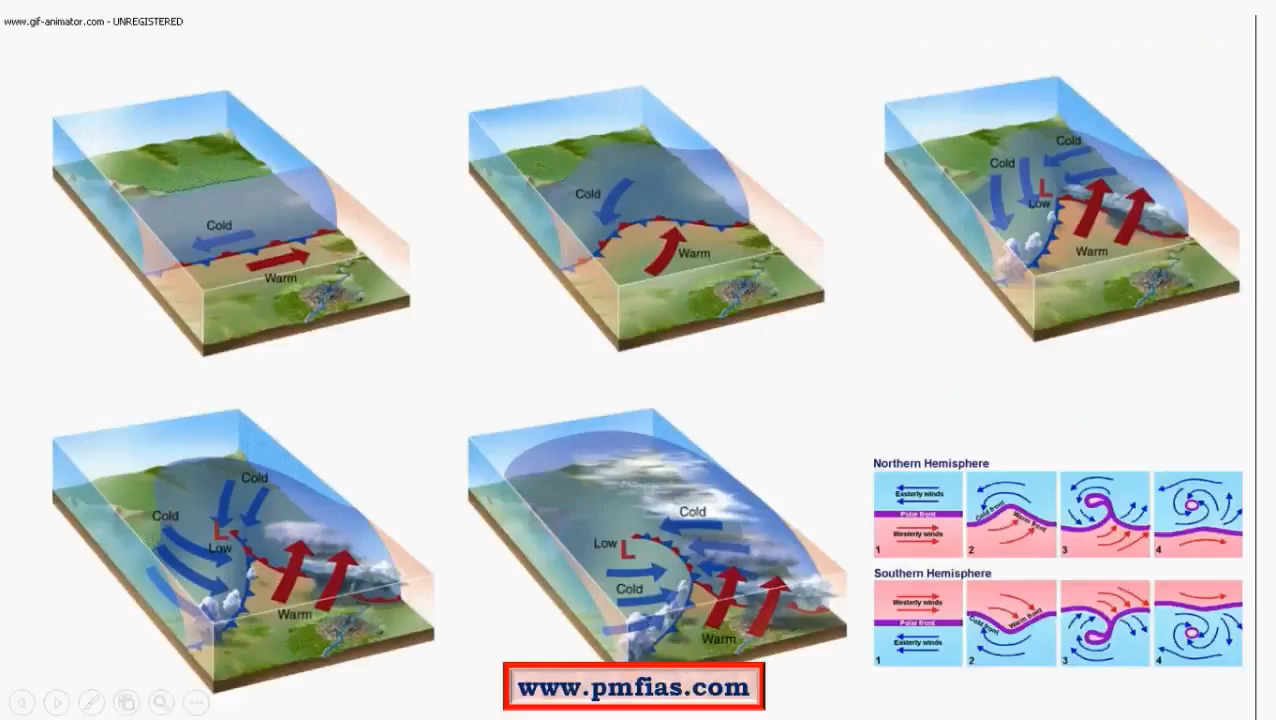 www.gif-animator.com - UNREGISTERED
Cold
Warm
Cold
Warm
Cold
Cold
L
Low
Warm
Cold
Cold
L
Low
Warm
Cold
Low L
Cold
Warm
Northern Hemisphere
Easterly winds
Polar front
Westerly winds
1
Cold front
Warm front
2
3
4
Southern Hemisphere
Westerly winds
Polar front
Easterly winds
1
Cold front
Warm front
2
3
4
www.pmfias.com